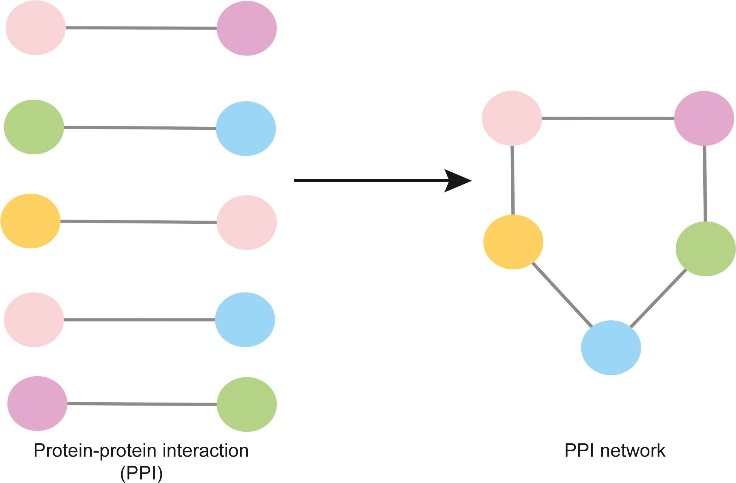 Protein-protein interaction
(PPI)
PPI network